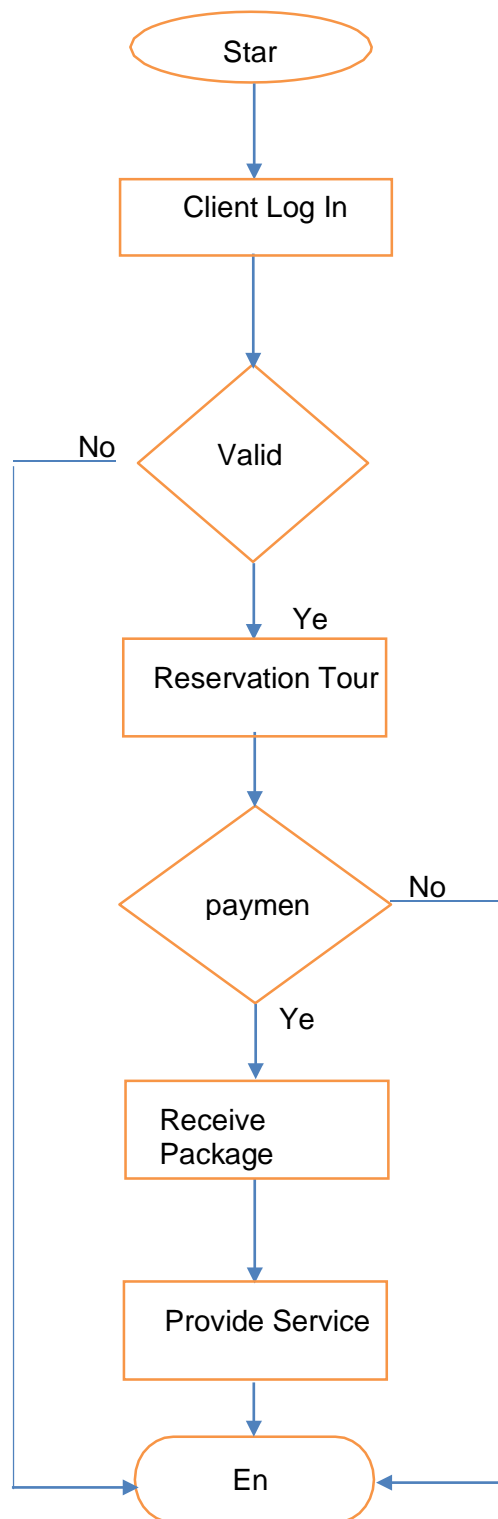 Star
Client Log In
No
Valid
Ye
Reservation Tour
No
paymen
Ye
Receive
Package
Provide Service
En